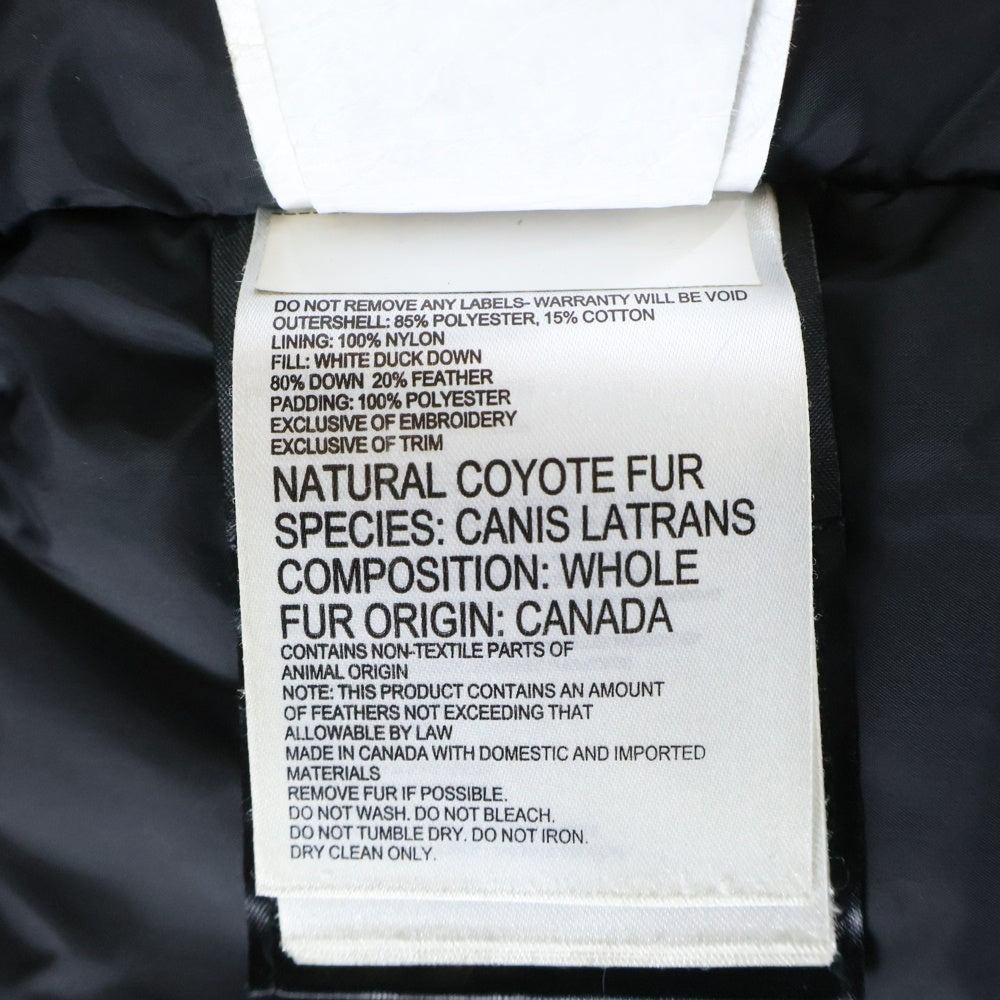 DO NOT REMOVE ANY LABELS- WARRANTY WILL BE VOID
OUTERSHELL: 85% POLYESTER, 15% COTTON
LINING: 100% NYLON
FILL: WHITE DUCK DOWN
80% DOWN 20% FEATHER
PADDING: 100% POLYESTER
EXCLUSIVE OF EMBROIDERY
EXCLUSIVE OF TRIM
NATURAL COYOTE FUR
SPECIES: CANIS LATRANS
COMPOSITION: WHOLE
FUR ORIGIN: CANADA
CONTAINS NON-TEXTILE PARTS OF
ANIMAL ORIGIN
NOTE: THIS PRODUCT CONTAINS AN AMOUNT
OF FEATHERS NOT EXCEEDING THAT
ALLOWABLE BY LAW
MADE IN CANADA WITH DOMESTIC AND IMPORTED
MATERIALS
REMOVE FUR IF POSSIBLE.
DO NOT WASH. DO NOT BLEACH.
DO NOT TUMBLE DRY. DO NOT IRON.
DRY CLEAN ONLY.